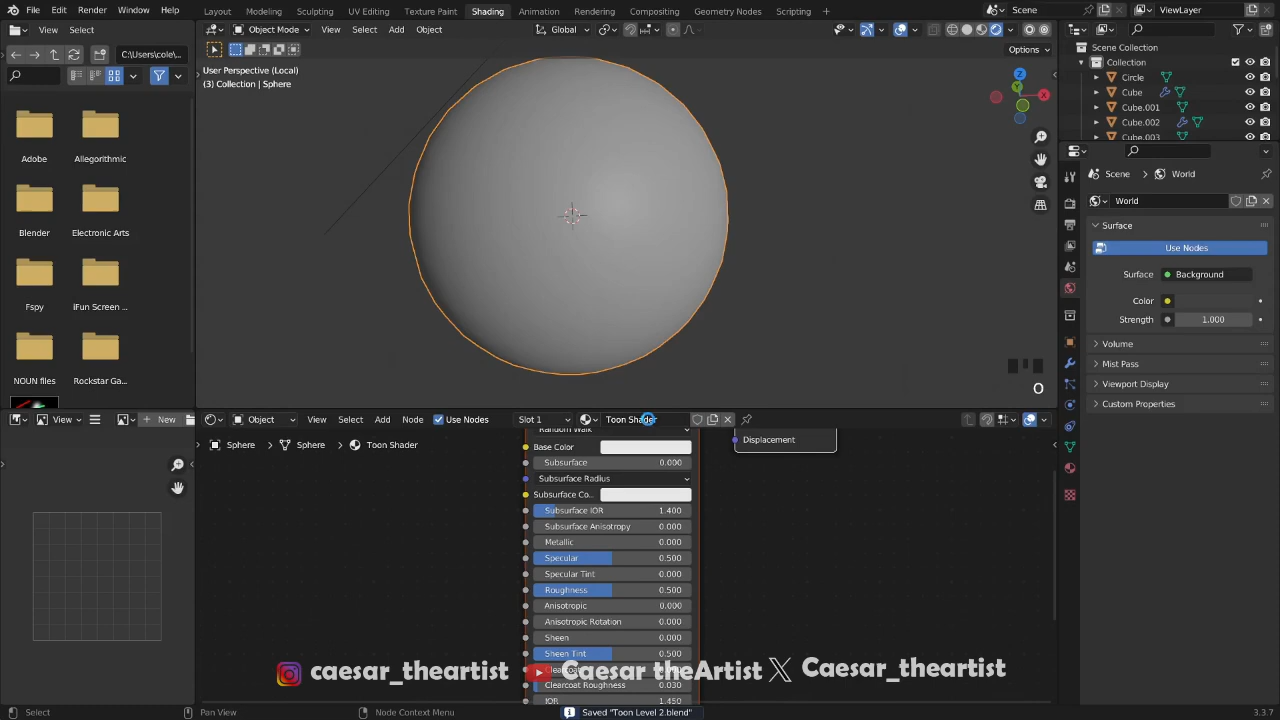 File Edit Render Window Help Layout Modeling Sculpting UV Editing Texture Paint Shading Animation Rendering Compositing Geometry Nodes Scripting Scene ViewLayer
View Select Object Mode View Select Add Object Global
C:\Users\cole\... Options
User Perspective (Local)
(3) Collection | Sphere
Scene Collection
Collection
Circle
Cube
Cube.001
Cube.002
Cube.003
Adobe Allegorithmic
Blender Electronic Arts
Fspy iFun Screen ...
NOUN files Rockstar Ga...
Z
Y
X
Scene World
World
Surface
Use Nodes
Surface Background
Color
Strength 1.000
Volume
Mist Pass
Viewport Display
Custom Properties
O
View New Object View Select Add Node Use Nodes Slot 1 Toon Shader
Sphere Sphere Toon Shader
Random Walk
Displacement
Base Color
Subsurface 0.000
Subsurface Radius
Subsurface Co..
Subsurface IOR 1.400
Subsurface Anisotropy 0.000
Metallic 0.000
Specular 0.500
Specular Tint 0.000
Roughness 0.500
Anisotropic 0.000
Anisotropic Rotation 0.000
Sheen 0.000
Sheen Tint 0.500
Clearcoat
Clearcoat Roughness 0.030
IOR 1.450
caesar_theartist Caesar theArtist Caesar_theartist
Select Pan View Node Context Menu Saved "Toon Level 2.blend" 3.3.7